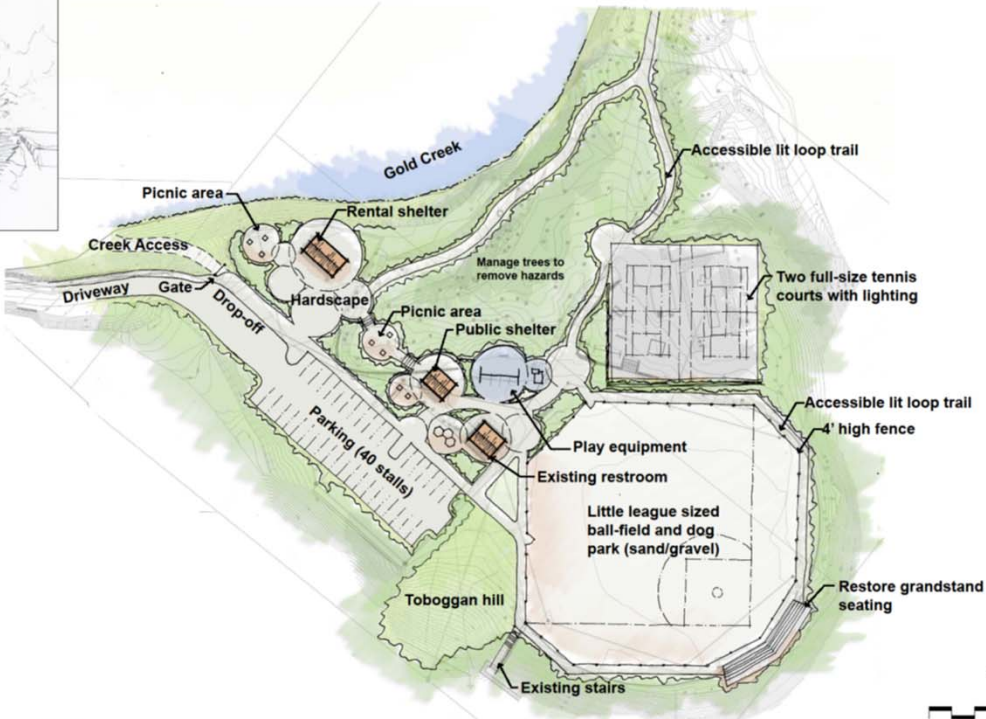 Gold Creek
Accessible lit loop trail
Picnic area
Rental shelter
Creek Access
Manage trees to
remove hazards
Two full-size tennis
courts with lighting
Driveway
Gate
Drop-off
Hardscape
Picnic area
Public shelter
Accessible lit loop trail
4' high fence
Parking (40 stalls)
Play equipment
Existing restroom
Little league sized
ball-field and dog
park (sand/gravel)
Restore grandstand
seating
Toboggan hill
Existing stairs